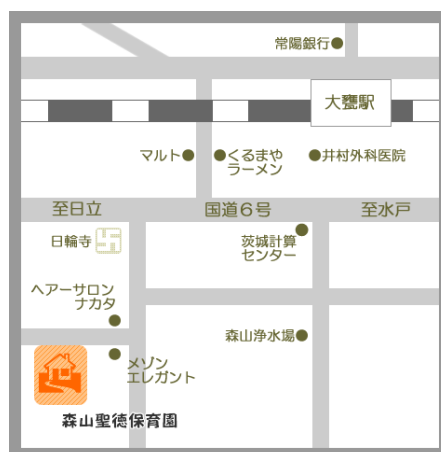 常陽銀行
大甕駅
マルト
くるまや
ラーメン
井村外科医院
至日立
国道6号
至水戸
日輪寺
茨城計算
センター
ヘアーサロン
ナカタ
森山浄水場
メゾン
エレガント
森山聖徳保育園